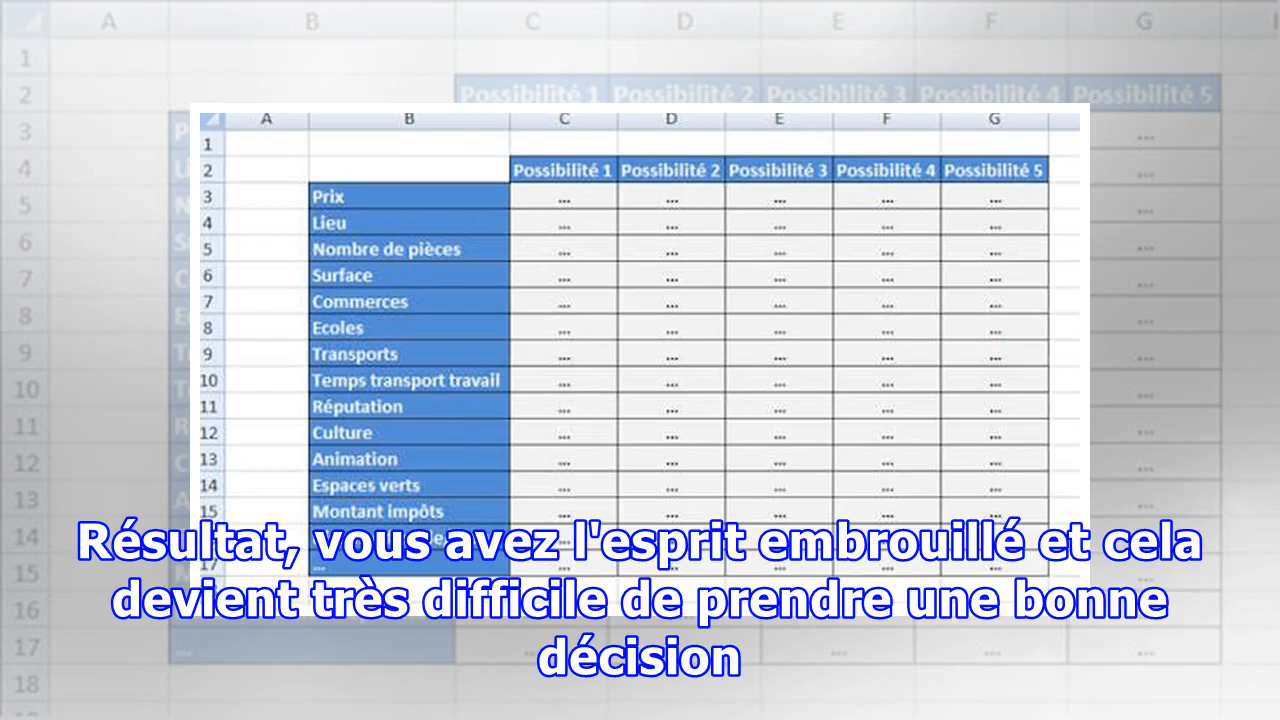 A B C D E F G
1
2 Possibilité 1 Possibilité 2 Possibilité 3 Possibilité 4 Possibilité 5
3 Prix ... ... ... ... ...
4 Lieu ... ... ... ... ...
5 Nombre de pièces ... ... ... ... ...
6 Surface ... ... ... ... ...
7 Commerces ... ... ... ... ...
8 Ecoles ... ... ... ... ...
9 Transports ... ... ... ... ...
10 Temps transport travail ... ... ... ... ...
11 Réputation ... ... ... ... ...
12 Culture ... ... ... ... ...
13 Animation ... ... ... ... ...
14 Espaces verts ... ... ... ... ...
15 Montant impôts ... ... ... ... ...
17 ... ... ... ... ... ...
Résultat, vous avez l'esprit embrouillé et cela
devient très difficile de prendre une bonne
décision